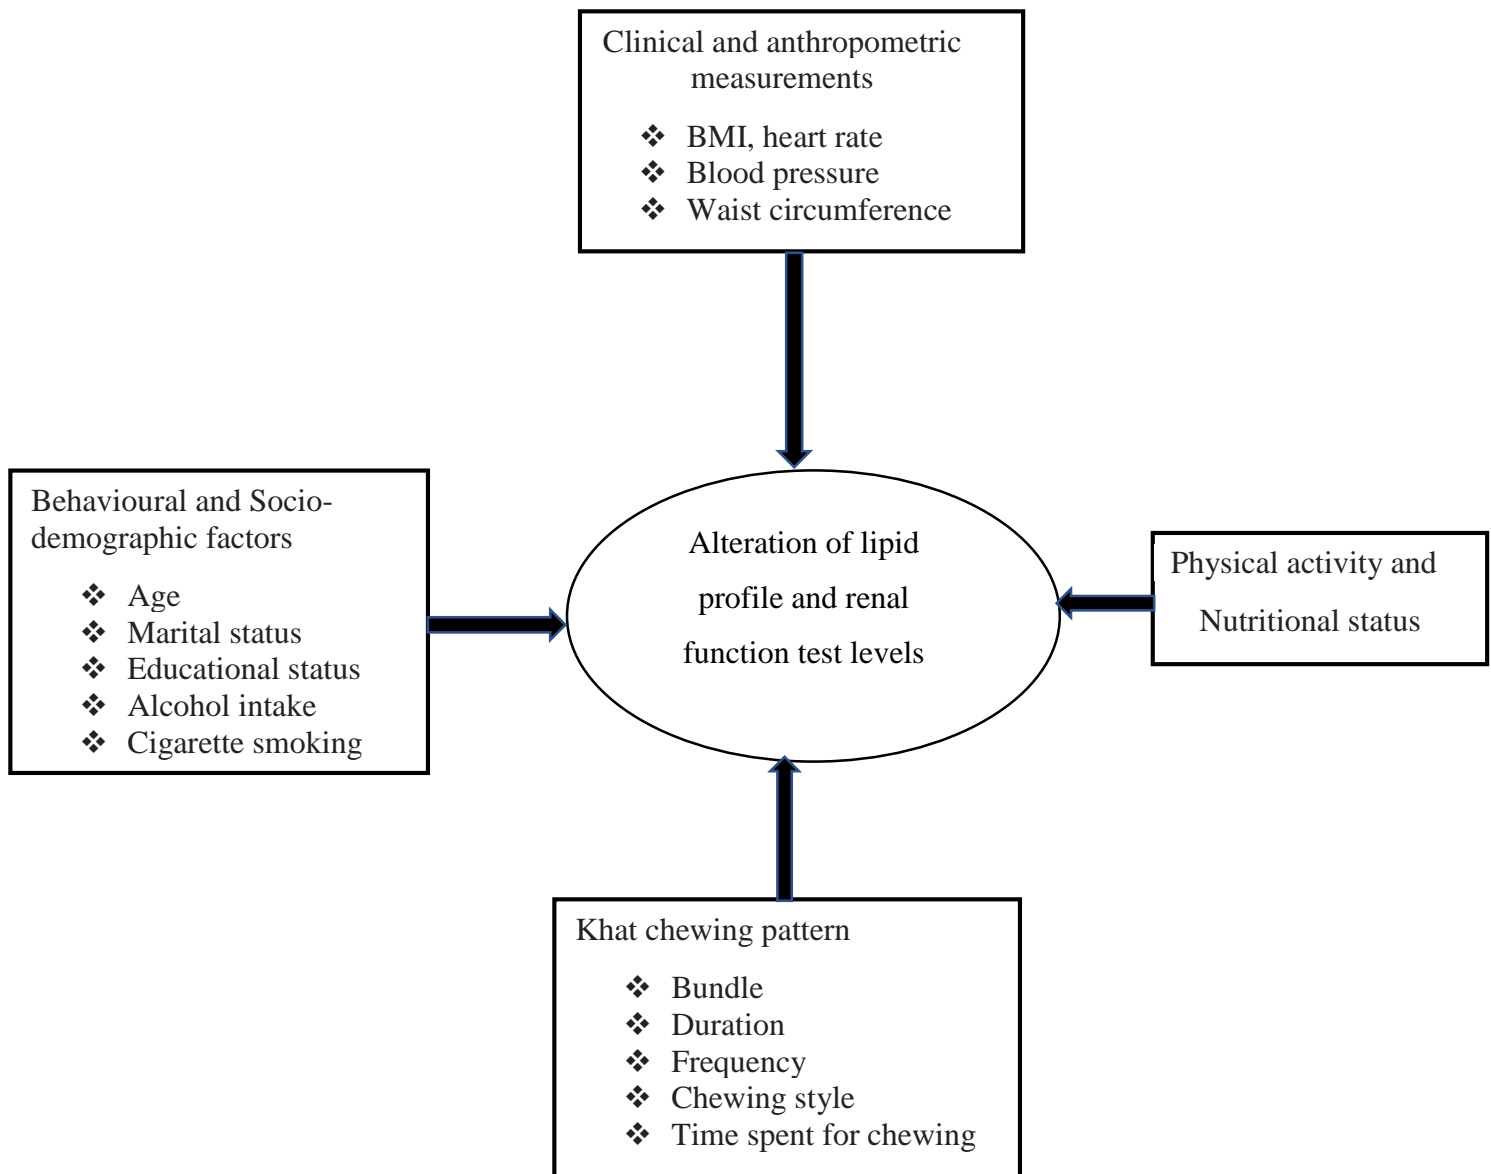 Clinical and anthropometric
measurements
❖ BMI, heart rate
❖ Blood pressure
❖ Waist circumference
Behavioural and Socio-
demographic factors
❖ Age
❖ Marital status
❖ Educational status
❖ Alcohol intake
❖ Cigarette smoking
Alteration of lipid
profile and renal
function test levels
Physical activity and
Nutritional status
Khat chewing pattern
❖ Bundle
❖ Duration
❖ Frequency
❖ Chewing style
❖ Time spent for chewing